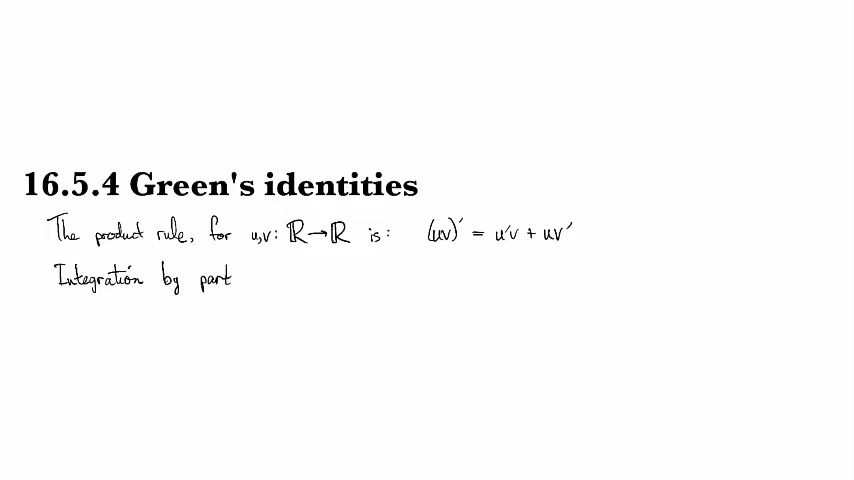 16.5.4 Green's identities
The product rule, for u,v: ℝ→ℝ is: (uv)' = u'v + uv'
Integration by part